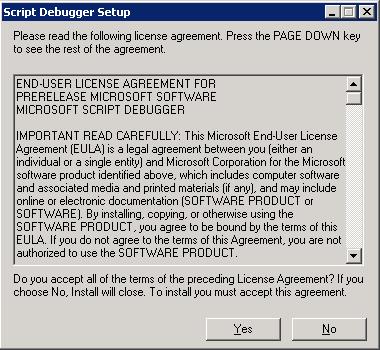 Script Debugger Setup
Please read the following license agreement. Press the PAGE DOWN key
to see the rest of the agreement.
END-USER LICENSE AGREEMENT FOR
PRERELEASE MICROSOFT SOFTWARE
MICROSOFT SCRIPT DEBUGGER
IMPORTANT READ CAREFULLY: This Microsoft End-User License
Agreement (EULA) is a legal agreement between you (either an
individual or a single entity) and Microsoft Corporation for the Microsoft
software product identified above, which includes computer software
and associated media and printed materials (if any), and may include
online or electronic documentation (SOFTWARE PRODUCT or
SOFTWARE). By installing, copying, or otherwise using the
SOFTWARE PRODUCT, you agree to be bound by the terms of this
EULA. If you do not agree to the terms of this Agreement, you are not
authorized to use the SOFTWARE PRODUCT.
Do you accept all of the terms of the preceding License Agreement? If you
choose No, Install will close. To install you must accept this agreement.
Yes
No